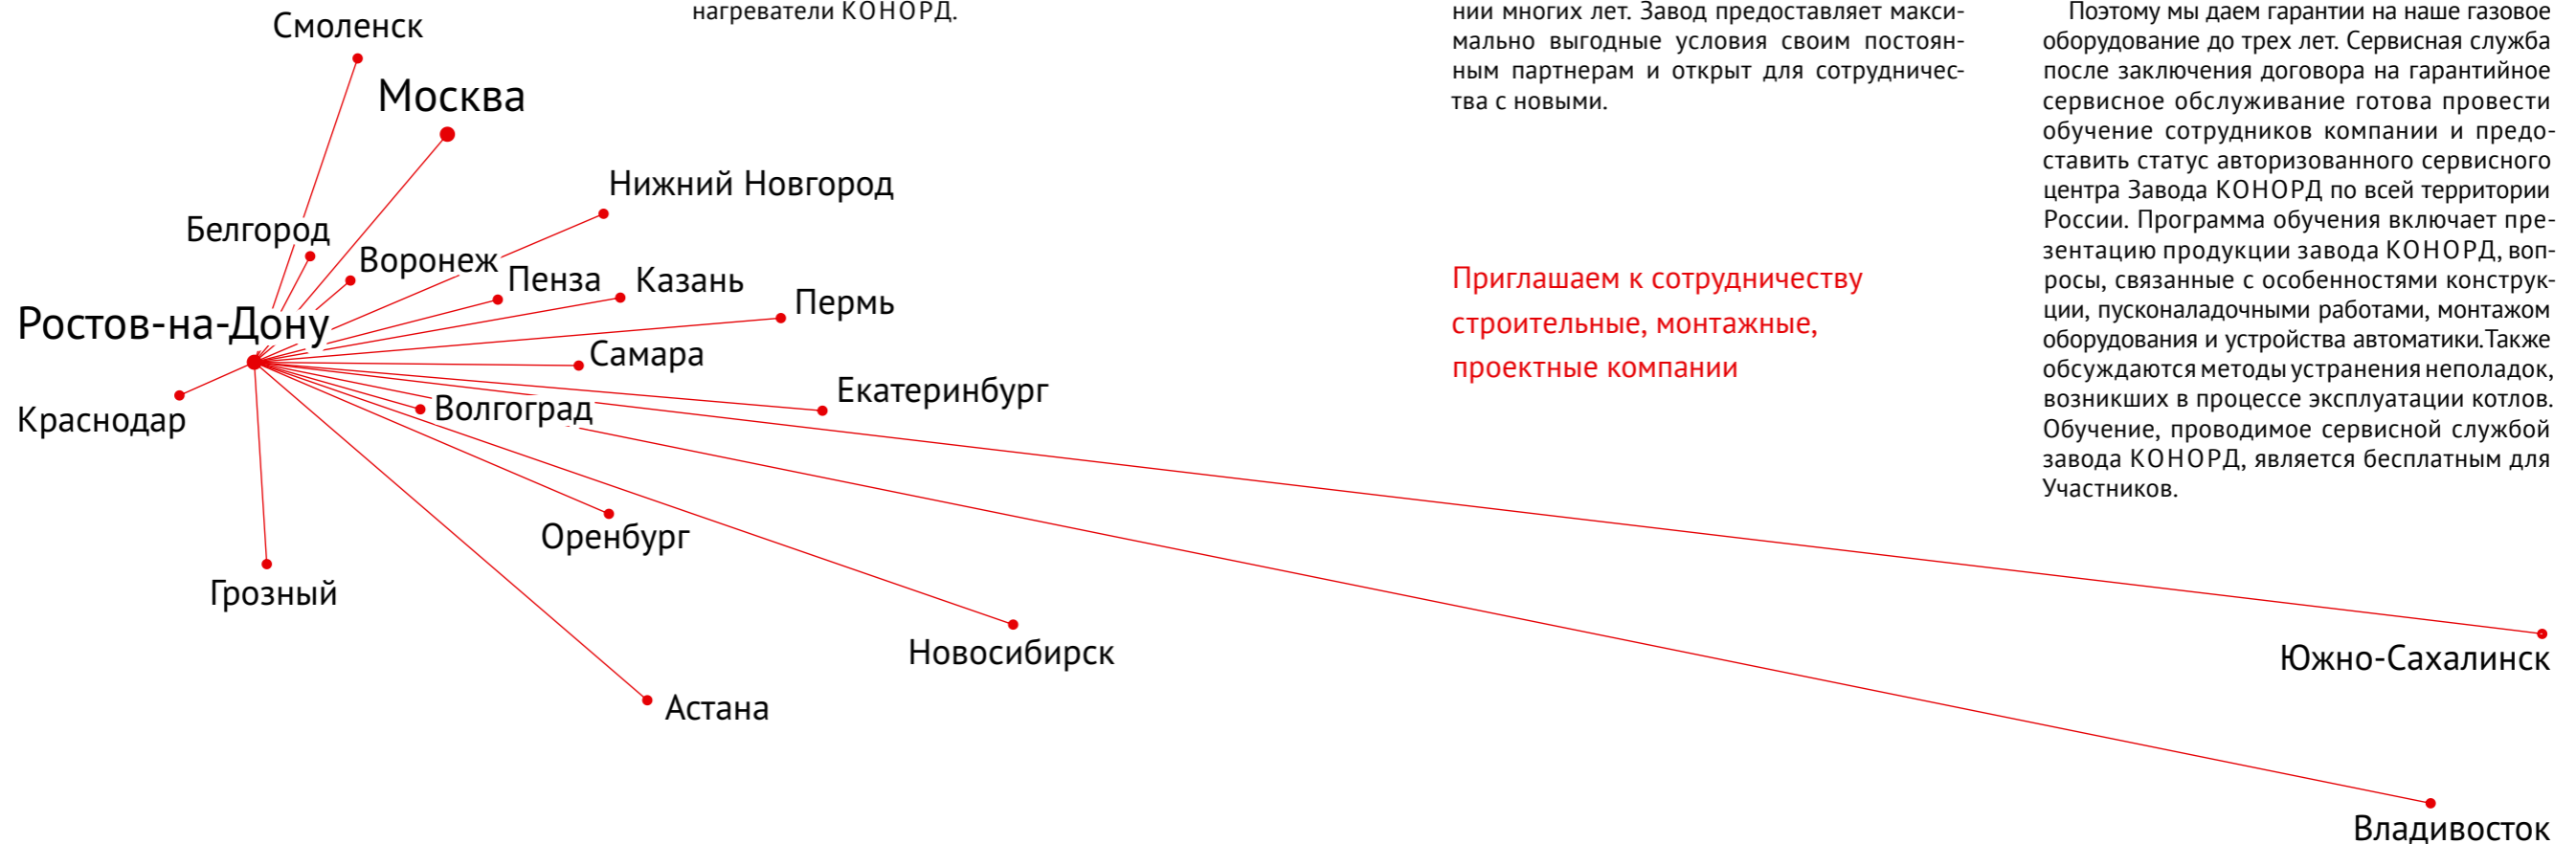 нагреватели КОНОРД.
Смоленск
Москва
Нижний Новгород
Белгород
Воронеж
Пенза
Казань
Пермь
Ростов-на-Дону
Самара
Екатеринбург
Краснодар
Волгоград
Оренбург
Грозный
Новосибирск
Астана
Южно-Сахалинск
Владивосток
нии многих лет. Завод предоставляет макси-
мально выгодные условия своим постоян-
ным партнерам и открыт для сотрудничес-
тва с новыми.
Приглашаем к сотрудничеству
строительные, монтажные,
проектные компании
Поэтому мы даем гарантии на наше газовое
оборудование до трех лет. Сервисная служба
после заключения договора на гарантийное
сервисное обслуживание готова провести
обучение сотрудников компании и предо-
ставить статус авторизованного сервисного
центра Завода КОНОРД по всей территории
России. Программа обучения включает пре-
зентацию продукции завода КОНОРД, воп-
росы, связанные с особенностями конструк-
ции, пусконаладочными работами, монтажом
оборудования и устройства автоматики.Также
обсуждаются методы устранения неполадок,
возникших в процессе эксплуатации котлов.
Обучение, проводимое сервисной службой
завода КОНОРД, является бесплатным для
Участников.